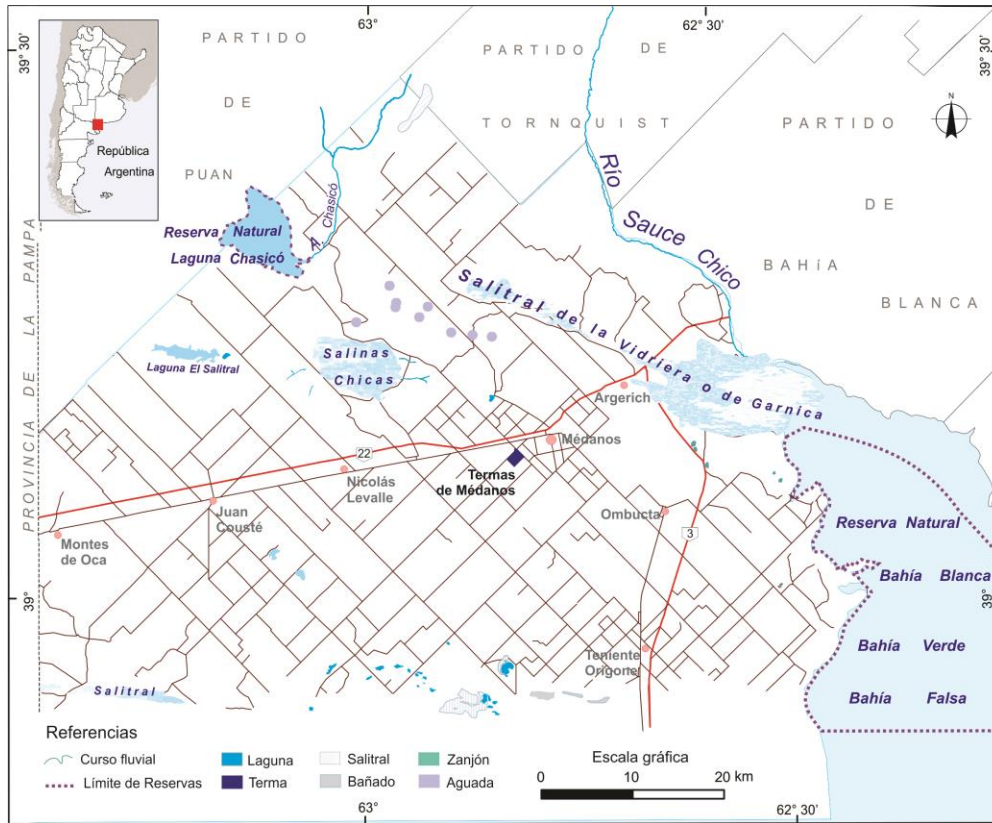 63°
62° 30'
39° 30'
39° 30'
República
Argentina
N
PARTIDO
DE
PUAN
PARTIDO DE
TORNQUIST
PARTIDO
DE
BAHÍA
BLANCA
PROVINCIA DE LA PAMPA
Río Sauce Chico
A. Chasicó
Reserva Natural
Laguna Chasicó
Salitral de la Vidriera o de Garnica
Laguna El Salitral
Salinas
Chicas
Argerich
Médanos
22
Termas
de Médanos
Nicolás
Levalle
Juan
Cousté
Montes
de Oca
Ombucta
3
Reserva Natural
Bahía Blanca
Bahía Verde
Bahía Falsa
39°
39°
Teniente
Origone
Salitral
Referencias
Curso fluvial
Límite de Reservas
Laguna
Terma
Salitral
Bañado
Zanjón
Aguada
Escala gráfica
0 10 20 km
63°
62° 30'